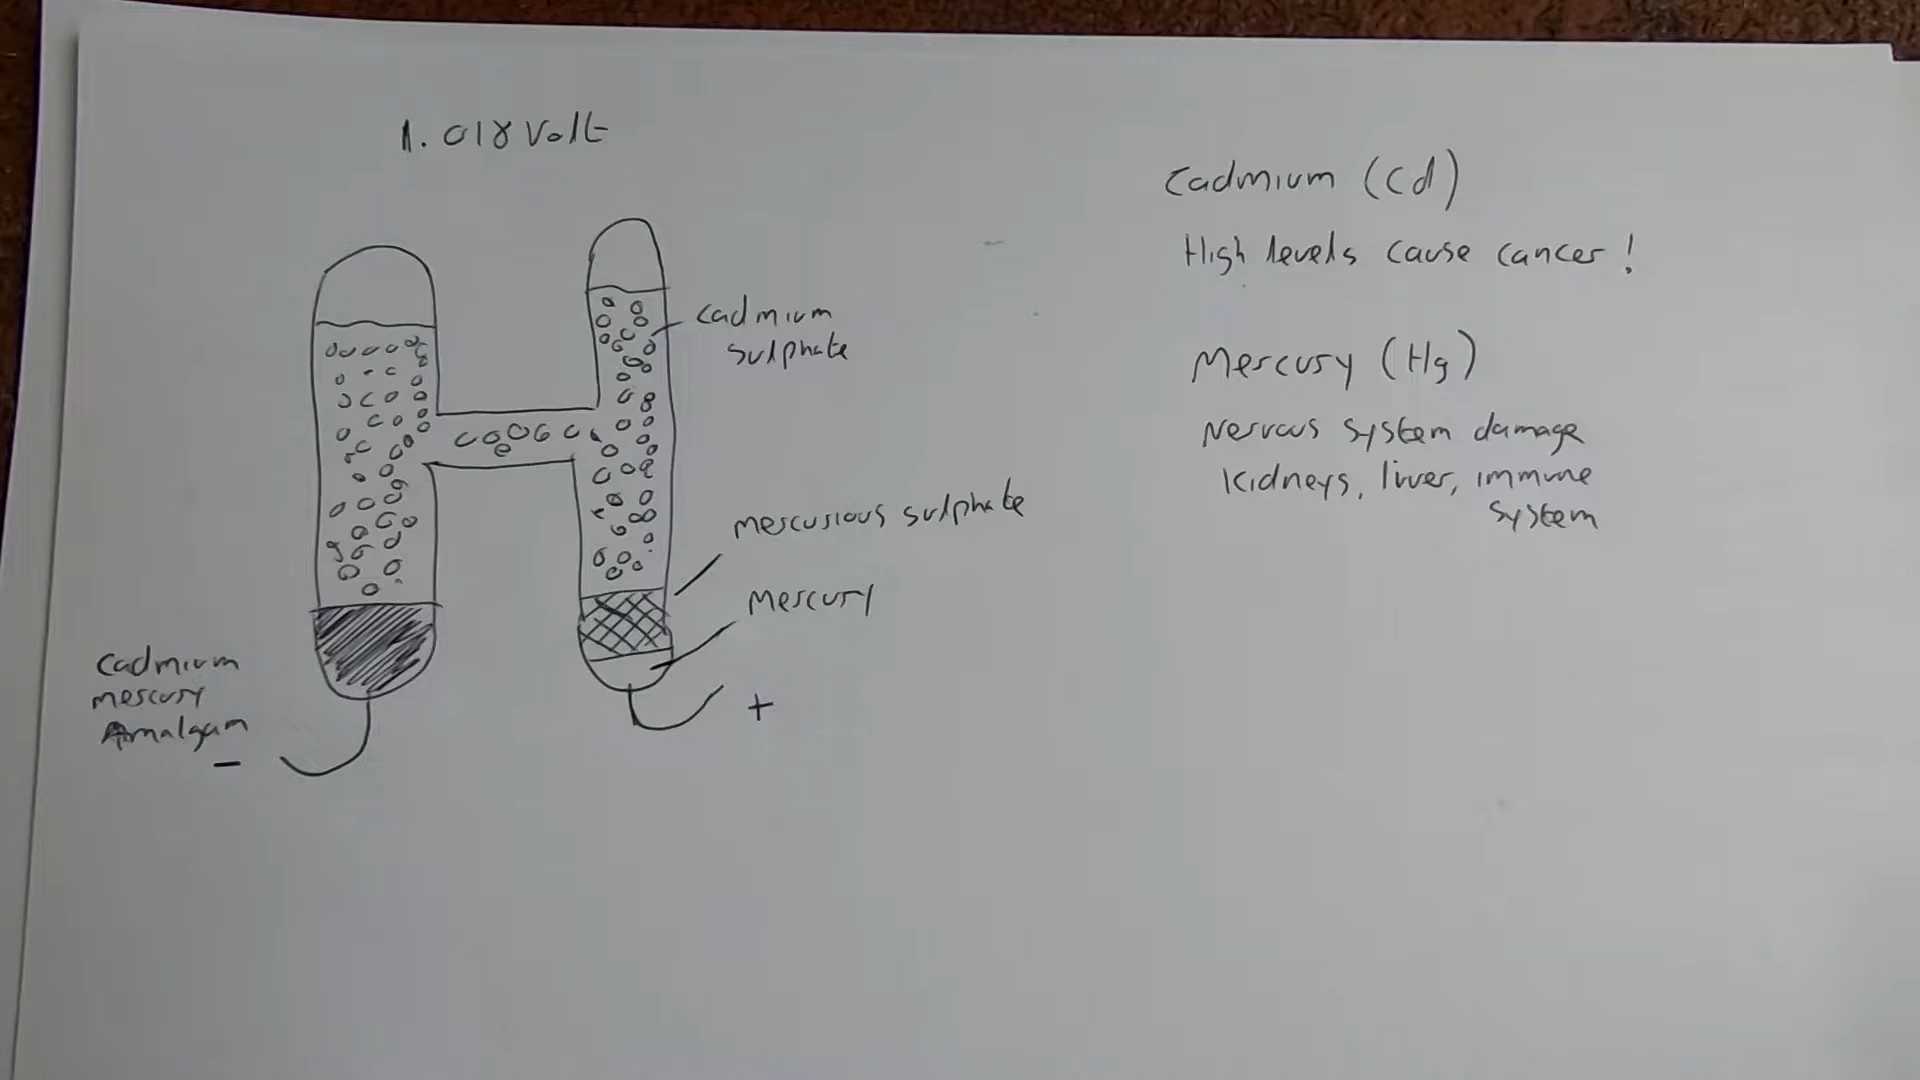 1.018 Volt
cadmium
sulphate
mercurious sulphate
mercury
+
cadmium
mercury
Amalgam
-
Cadmium (Cd)
High levels cause cancer!
Mercury (Hg)
Nervous system damage
Kidneys, liver, immune
system